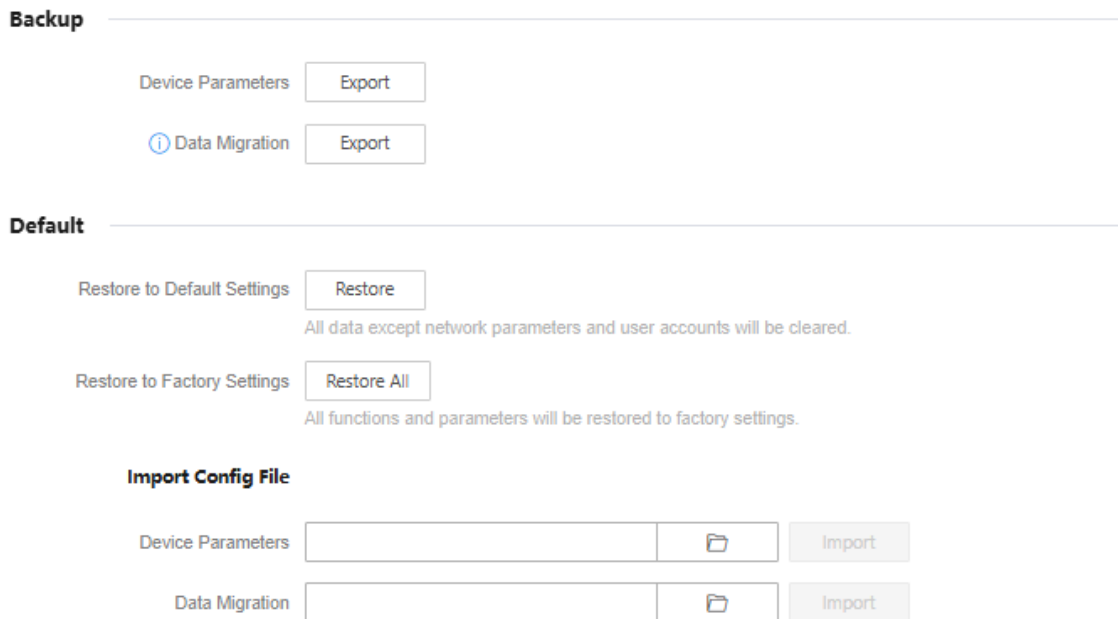 Backup
Device Parameters Export
Data Migration Export
Default
Restore to Default Settings Restore
All data except network parameters and user accounts will be cleared.
Restore to Factory Settings Restore All
All functions and parameters will be restored to factory settings.
Import Config File
Device Parameters Import
Data Migration Import